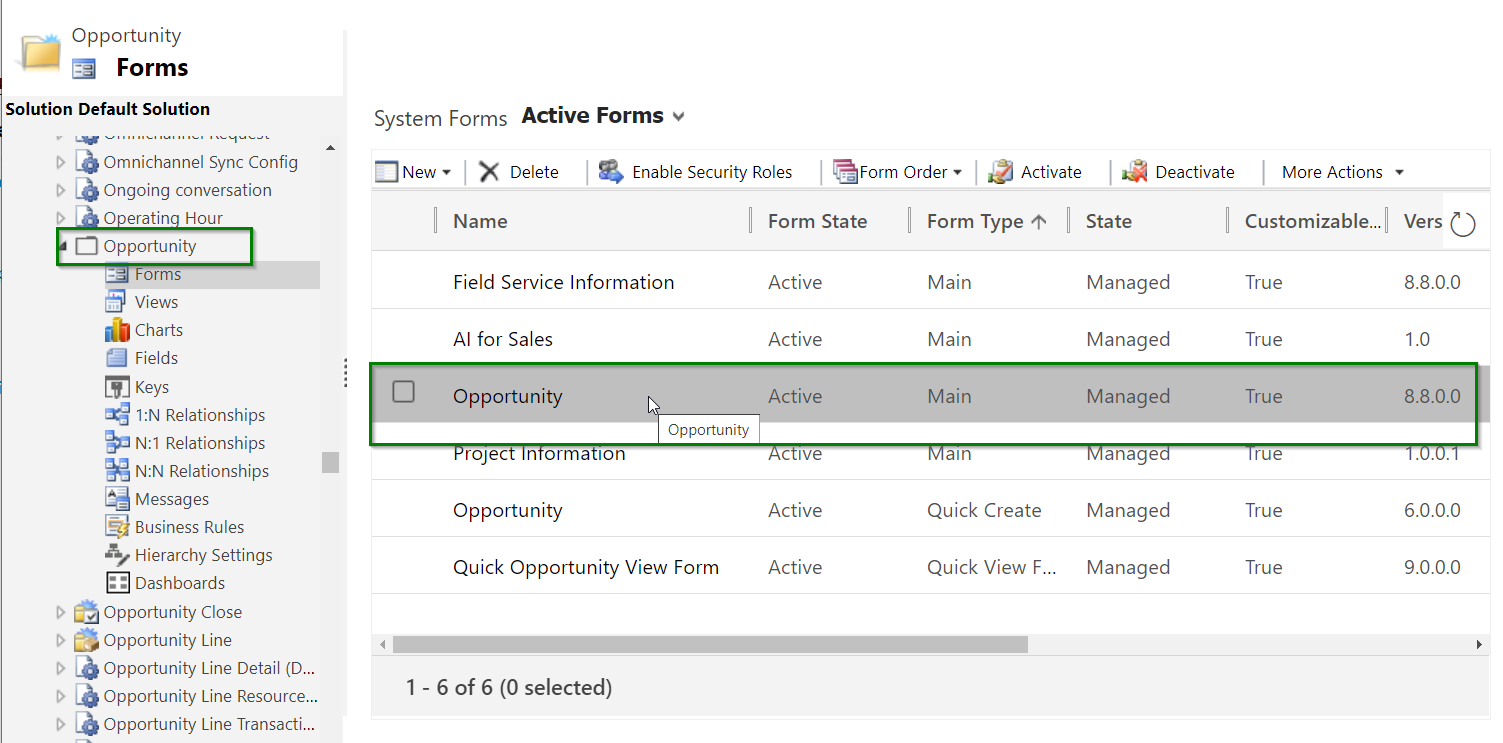 Opportunity
Forms
Solution Default Solution
Omnichannel Request
Omnichannel Sync Config
Ongoing conversation
Operating Hour
Opportunity
Forms
Views
Charts
Fields
Keys
1:N Relationships
N:1 Relationships
N:N Relationships
Messages
Business Rules
Hierarchy Settings
Dashboards
Opportunity Close
Opportunity Line
Opportunity Line Detail (D...
Opportunity Line Resource...
Opportunity Line Transacti...
System Forms Active Forms
New Delete Enable Security Roles Form Order Activate Deactivate More Actions
Name Form State Form Type State Customizable... Vers
Field Service Information Active Main Managed True 8.8.0.0
AI for Sales Active Main Managed True 1.0
Opportunity Active Main Managed True 8.8.0.0
Opportunity
Project Information Active Main Managed True 1.0.0.1
Opportunity Active Quick Create Managed True 6.0.0.0
Quick Opportunity View Form Active Quick View F... Managed True 9.0.0.0
1 - 6 of 6 (0 selected)